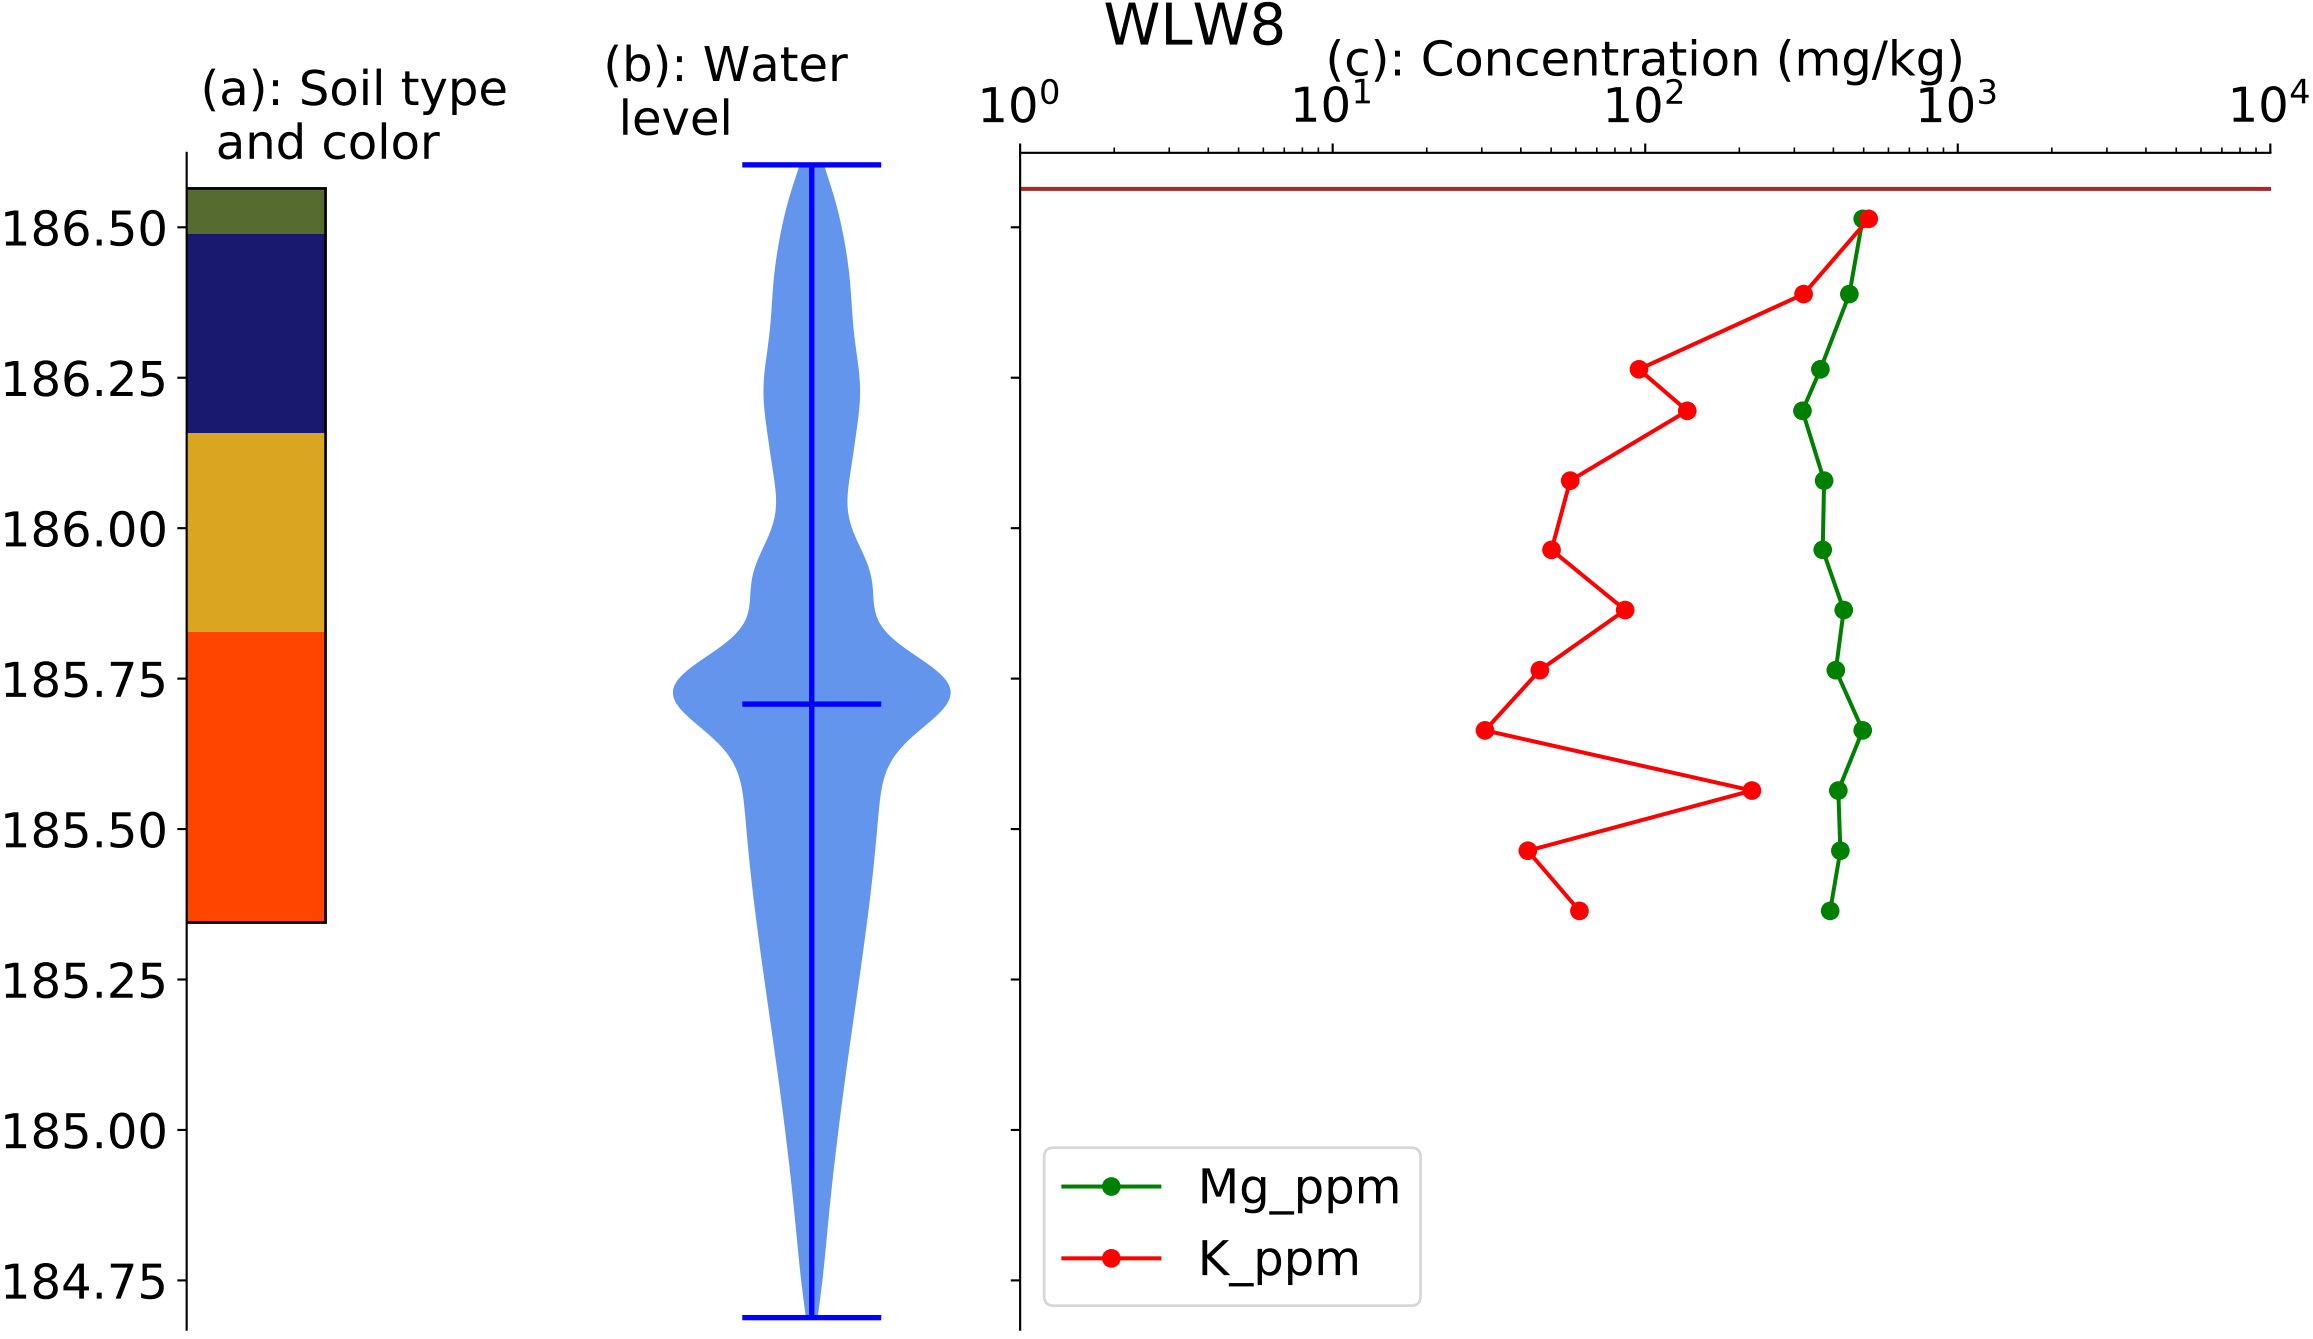 WLW8
(a): Soil type
and color
(b): Water
level
(c): Concentration (mg/kg)
10⁰ 10¹ 10² 10³ 10⁴
186.50
186.25
186.00
185.75
185.50
185.25
185.00
184.75
Mg_ppm
K_ppm